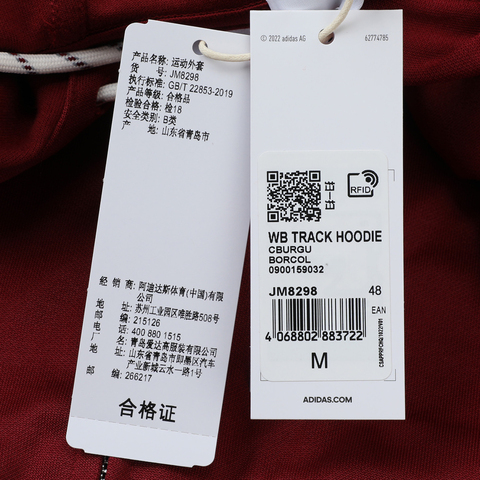 产品名称: 运动外套
货 号: JM8298
执行标准: GB/T 22853-2019
产品等级: 合格品
检验合格: 检18
安全类别: B类
产 地: 山东省青岛市
经 销 商: 阿迪达斯体育(中国)有限公司
地 址: 苏州工业园区唯胜路508号
邮 编: 215126
电 话: 400 880 1515
厂 名: 青岛爱达高服装有限公司
地 址: 山东省青岛市即墨区汽车产业新城云水一路1号
邮 编: 266217
合格证
© 2022 adidas AG 62774785
RFID
WB TRACK HOODIE
CBURGU
BORCOL
0900159032
JM8298 48
EAN
4 068802 883722
M
ADIDAS.COM